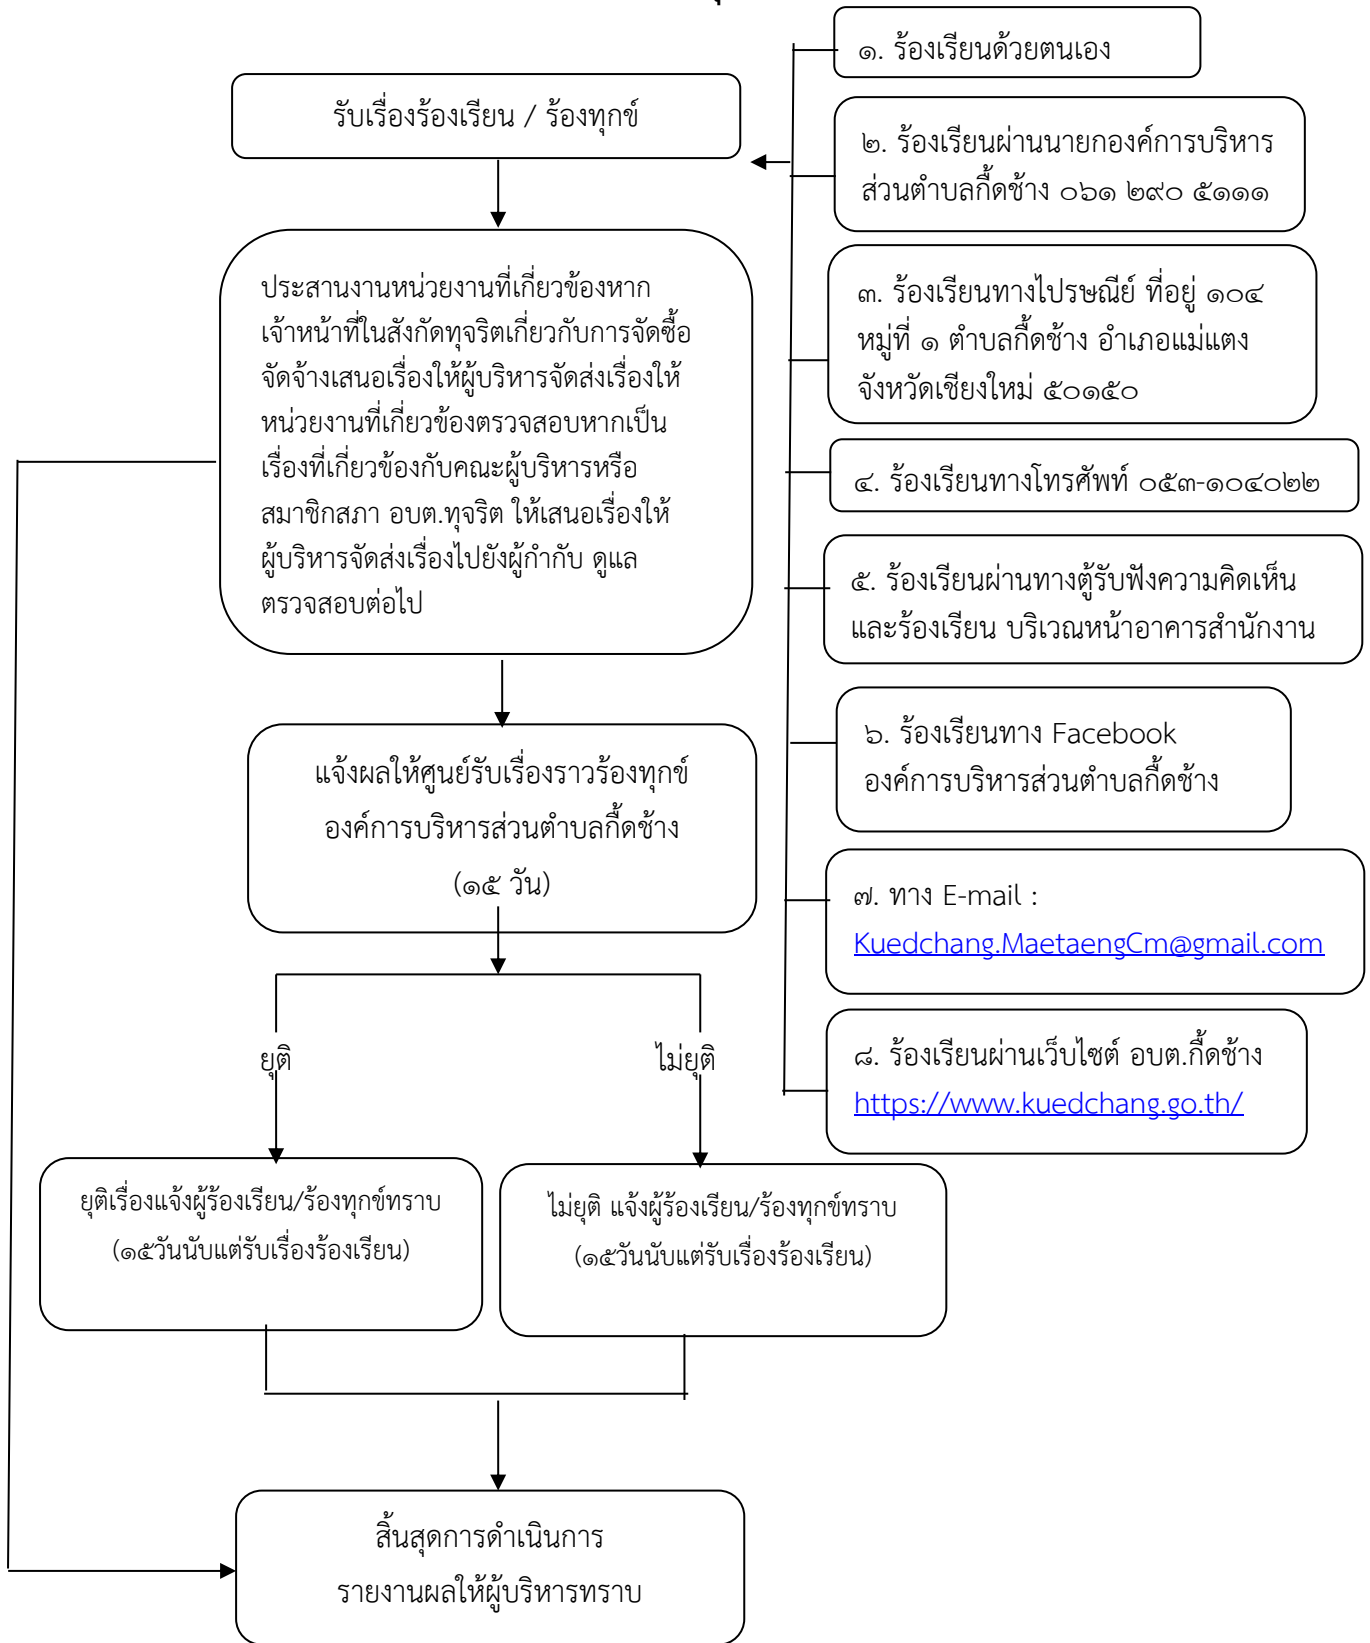 รับเรื่องร้องเรียน / ร้องทุกข์
ประสานงานหน่วยงานที่เกี่ยวข้องหาก
เจ้าหน้าที่ในสังกัดทุจริตเกี่ยวกับการจัดซื้อ
จัดจ้างเสนอเรื่องให้ผู้บริหารจัดส่งเรื่องให้
หน่วยงานที่เกี่ยวข้องตรวจสอบหากเป็น
เรื่องที่เกี่ยวข้องกับคณะผู้บริหารหรือ
สมาชิกสภา อบต.ทุจริต ให้เสนอเรื่องให้
ผู้บริหารจัดส่งเรื่องไปยังผู้กำกับ ดูแล
ตรวจสอบต่อไป
แจ้งผลให้ศูนย์รับเรื่องราวร้องทุกข์
องค์การบริหารส่วนตำบลกื้ดช้าง
(๑๕ วัน)
ยุติ
ไม่ยุติ
ยุติเรื่องแจ้งผู้ร้องเรียน/ร้องทุกข์ทราบ
(๑๕วันนับแต่รับเรื่องร้องเรียน)
ไม่ยุติ แจ้งผู้ร้องเรียน/ร้องทุกข์ทราบ
(๑๕วันนับแต่รับเรื่องร้องเรียน)
สิ้นสุดการดำเนินการ
รายงานผลให้ผู้บริหารทราบ
๑. ร้องเรียนด้วยตนเอง
๒. ร้องเรียนผ่านนายกองค์การบริหาร
ส่วนตำบลกื้ดช้าง ๐๖๑ ๒๙๐ ๕๑๑๑
๓. ร้องเรียนทางไปรษณีย์ ที่อยู่ ๑๐๔
หมู่ที่ ๑ ตำบลกื้ดช้าง อำเภอแม่แตง
จังหวัดเชียงใหม่ ๕๐๑๕๐
๔. ร้องเรียนทางโทรศัพท์ ๐๕๓-๑๐๔๐๒๒
๕. ร้องเรียนผ่านทางตู้รับฟังความคิดเห็น
และร้องเรียน บริเวณหน้าอาคารสำนักงาน
๖. ร้องเรียนทาง Facebook
องค์การบริหารส่วนตำบลกื้ดช้าง
๗. ทาง E-mail :
Kuedchang.MaetaengCm@gmail.com
๘. ร้องเรียนผ่านเว็บไซต์ อบต.กื้ดช้าง
https://www.kuedchang.go.th/